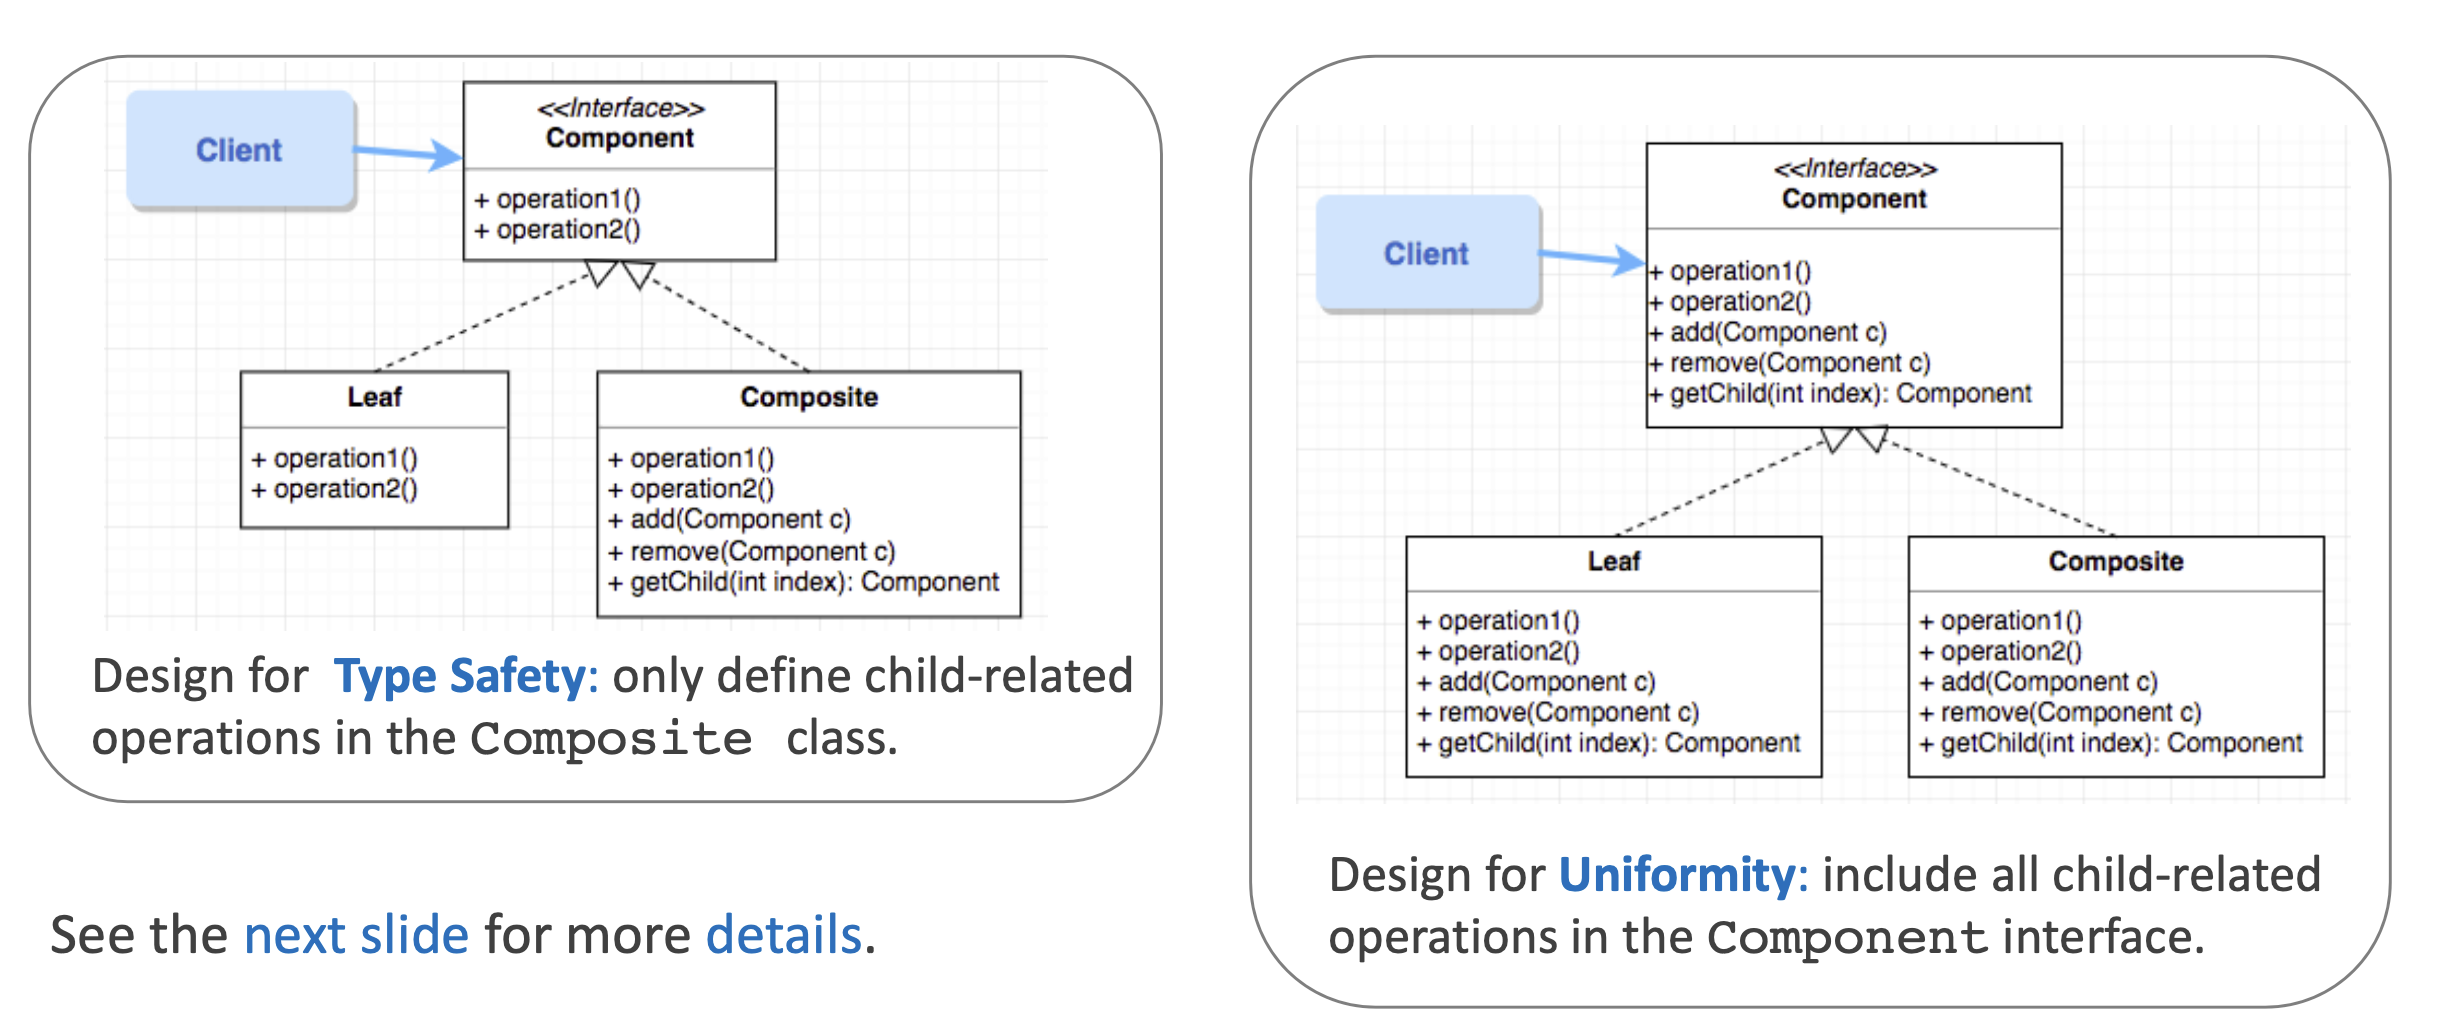 Client
<<Interface>>
Component
+ operation1()
+ operation2()
Leaf
+ operation1()
+ operation2()
Composite
+ operation1()
+ operation2()
+ add(Component c)
+ remove(Component c)
+ getChild(int index): Component
Design for Type Safety: only define child-related
operations in the Composite class.
See the next slide for more details.
Client
<<Interface>>
Component
+ operation1()
+ operation2()
+ add(Component c)
+ remove(Component c)
+ getChild(int index): Component
Leaf
+ operation1()
+ operation2()
+ add(Component c)
+ remove(Component c)
+ getChild(int index): Component
Composite
+ operation1()
+ operation2()
+ add(Component c)
+ remove(Component c)
+ getChild(int index): Component
Design for Uniformity: include all child-related
operations in the Component interface.